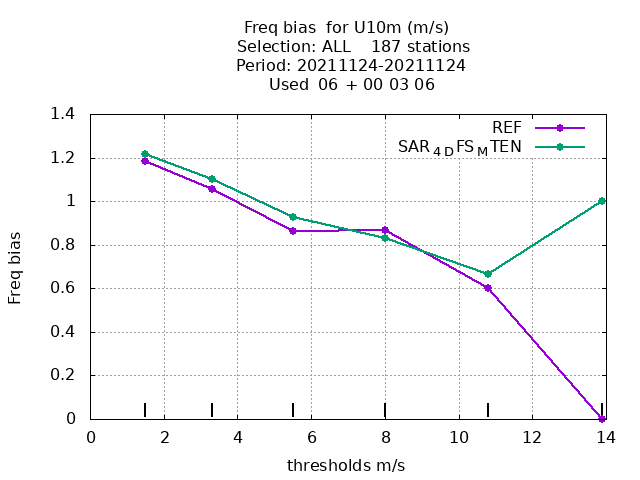 Freq bias  for U10m (m/s)
Selection: ALL    187 stations
Period: 20211124-20211124
Used  06 + 00 03 06
REF
SAR4DFSMTEN
1.4
1.2
1
0.8
0.6
0.4
0.2
0
Freq bias
0 2 4 6 8 10 12 14
thresholds m/s